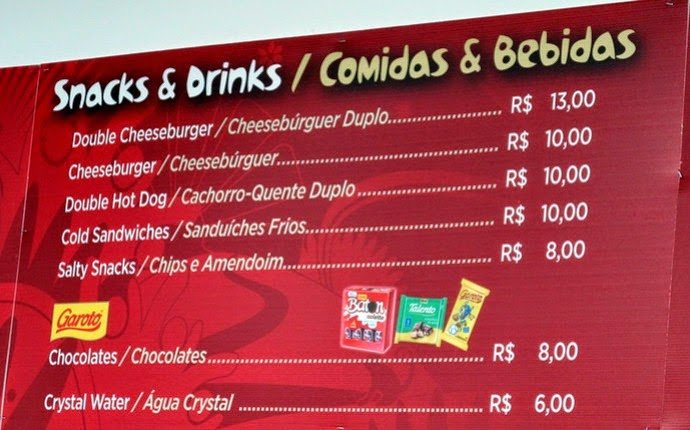 Snacks & Drinks / Comidas & Bebidas
Double Cheeseburger / Cheesebúrguer Duplo........................ R$ 13,00
Cheeseburger / Cheesebúrguer................................................ R$ 10,00
Double Hot Dog / Cachorro-Quente Duplo.............................. R$ 10,00
Cold Sandwiches / Sanduíches Frios......................................... R$ 10,00
Salty Snacks / Chips e Amendoim............................................. R$ 8,00
Garoto
Baton
Talento
Garoto
Chocolates / Chocolates........................................................... R$ 8,00
Crystal Water / Água Crystal .................................................... R$ 6,00